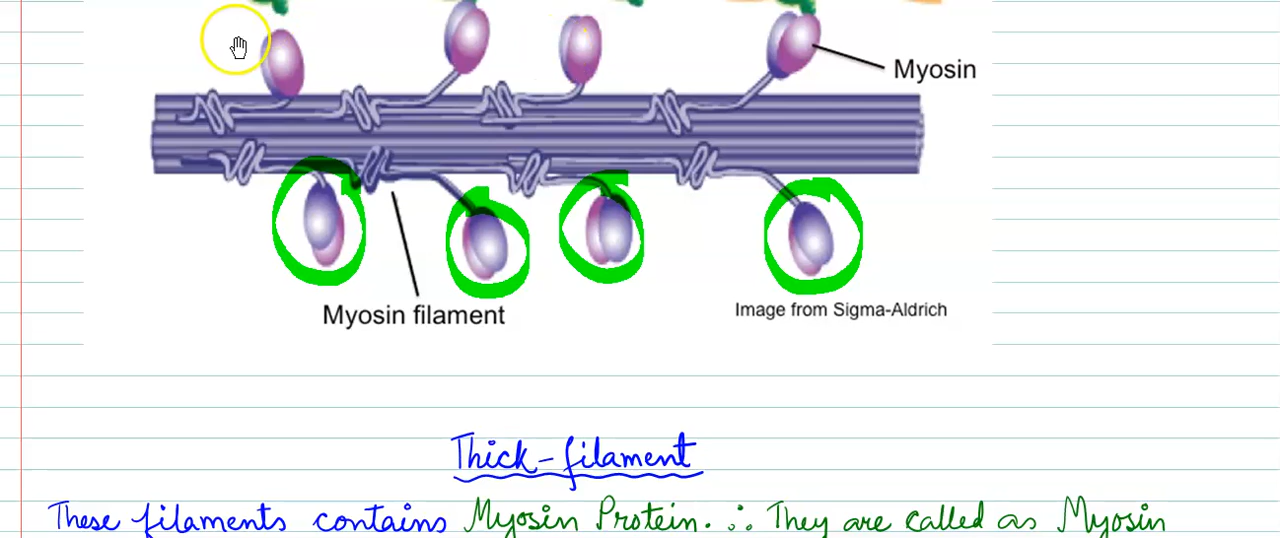 Myosin
Myosin filament
Image from Sigma-Aldrich
Thick-filament
These filaments contains Myosin Protein. ∴ They are called as Myosin